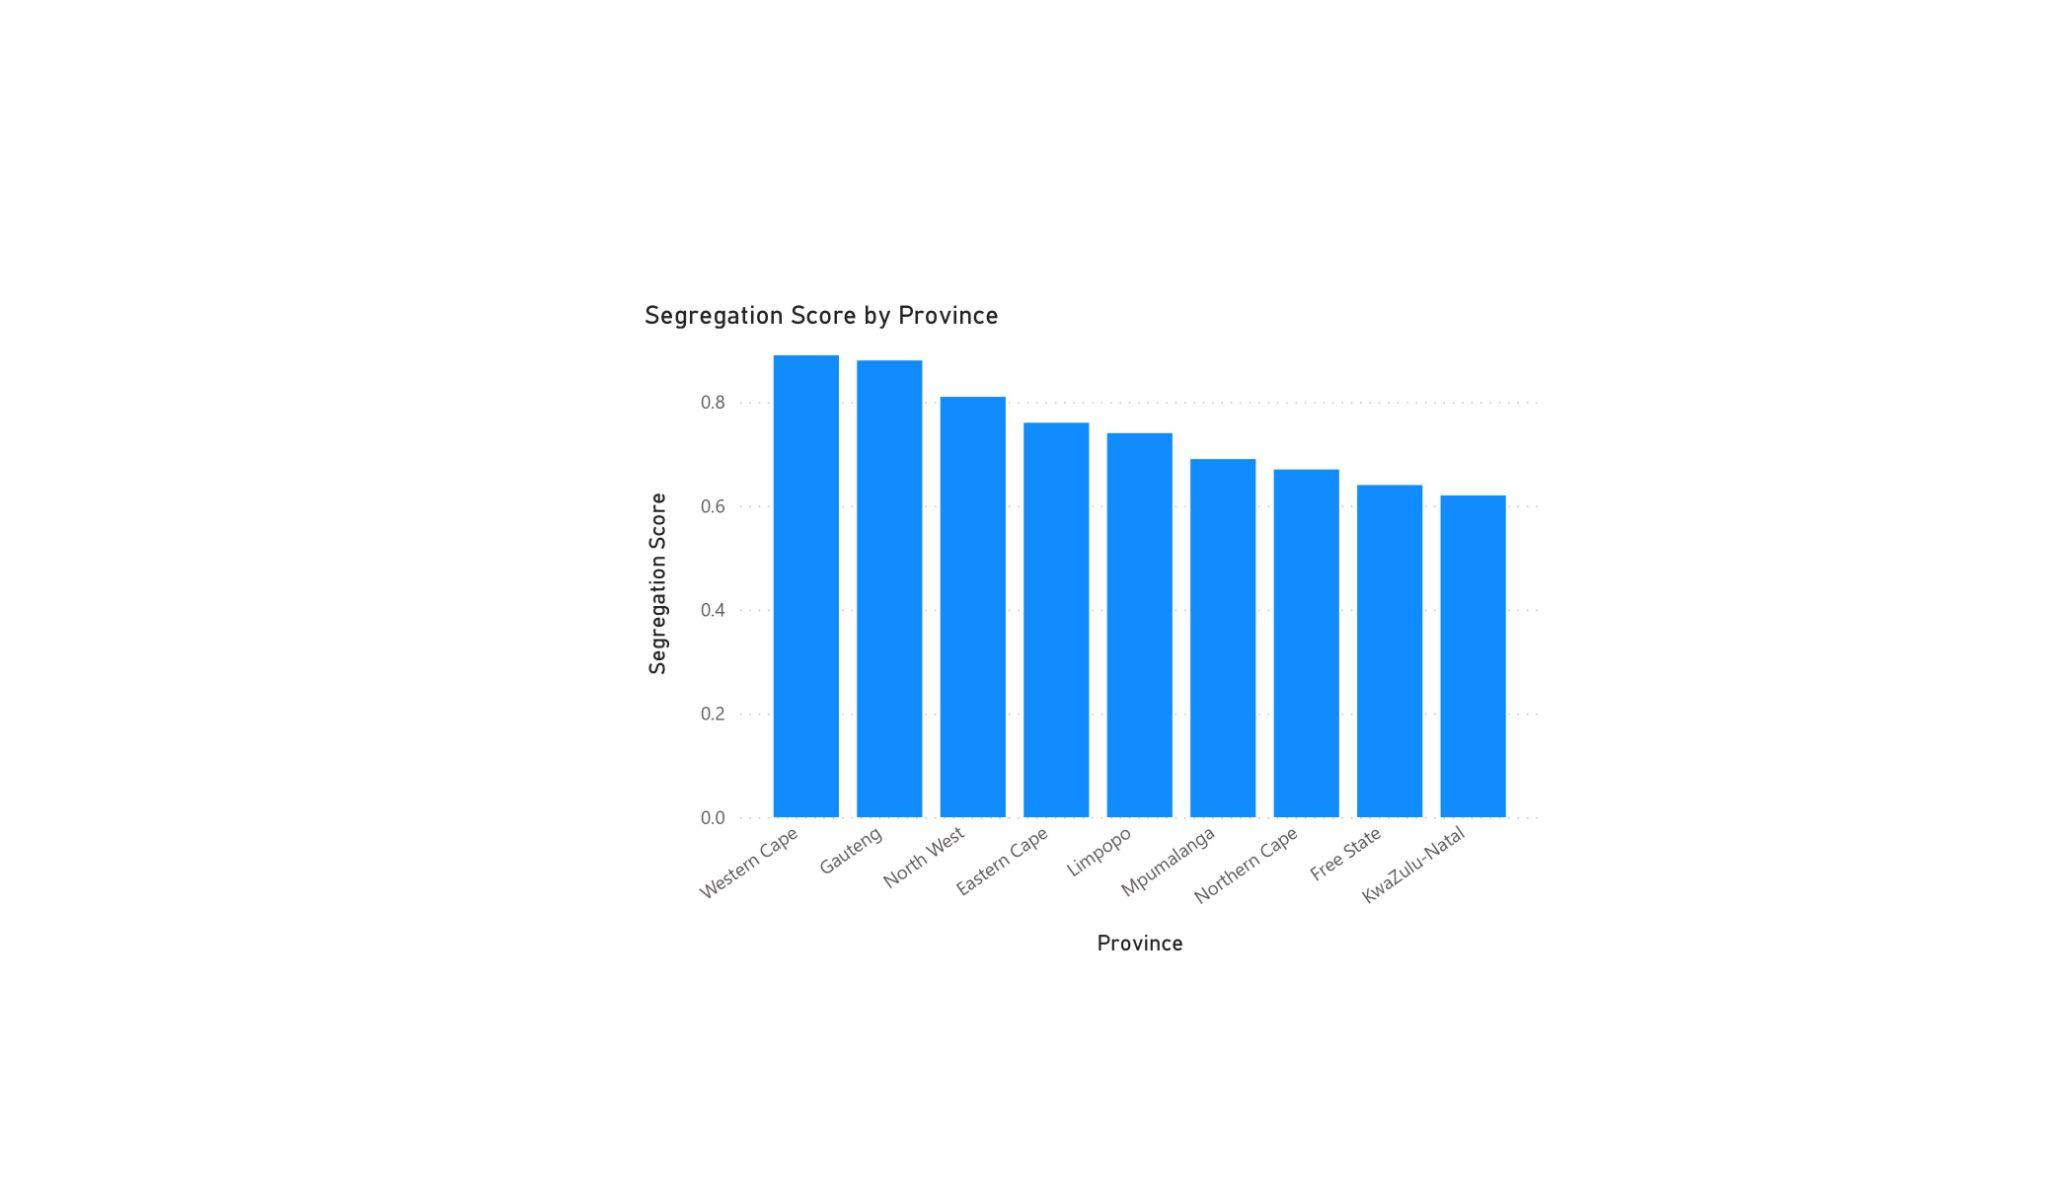 Segregation Score by Province
Segregation Score
0.8
0.6
0.4
0.2
0.0
Western Cape
Gauteng
North West
Eastern Cape
Limpopo
Mpumalanga
Northern Cape
Free State
KwaZulu-Natal
Province